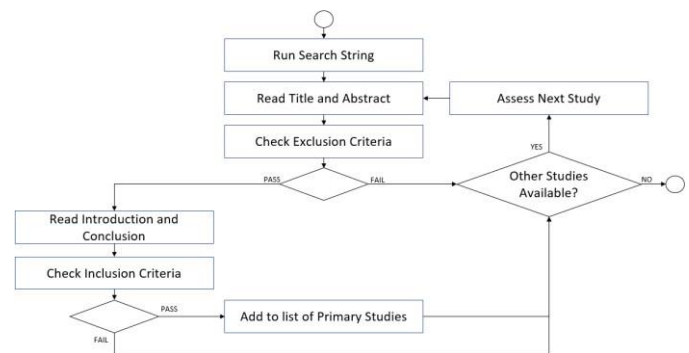 Run Search String
Read Title and Abstract
Assess Next Study
Check Exclusion Criteria
YES
PASS
FAIL
Other Studies
Available?
NO
Read Introduction and
Conclusion
Check Inclusion Criteria
PASS
Add to list of Primary Studies
FAIL